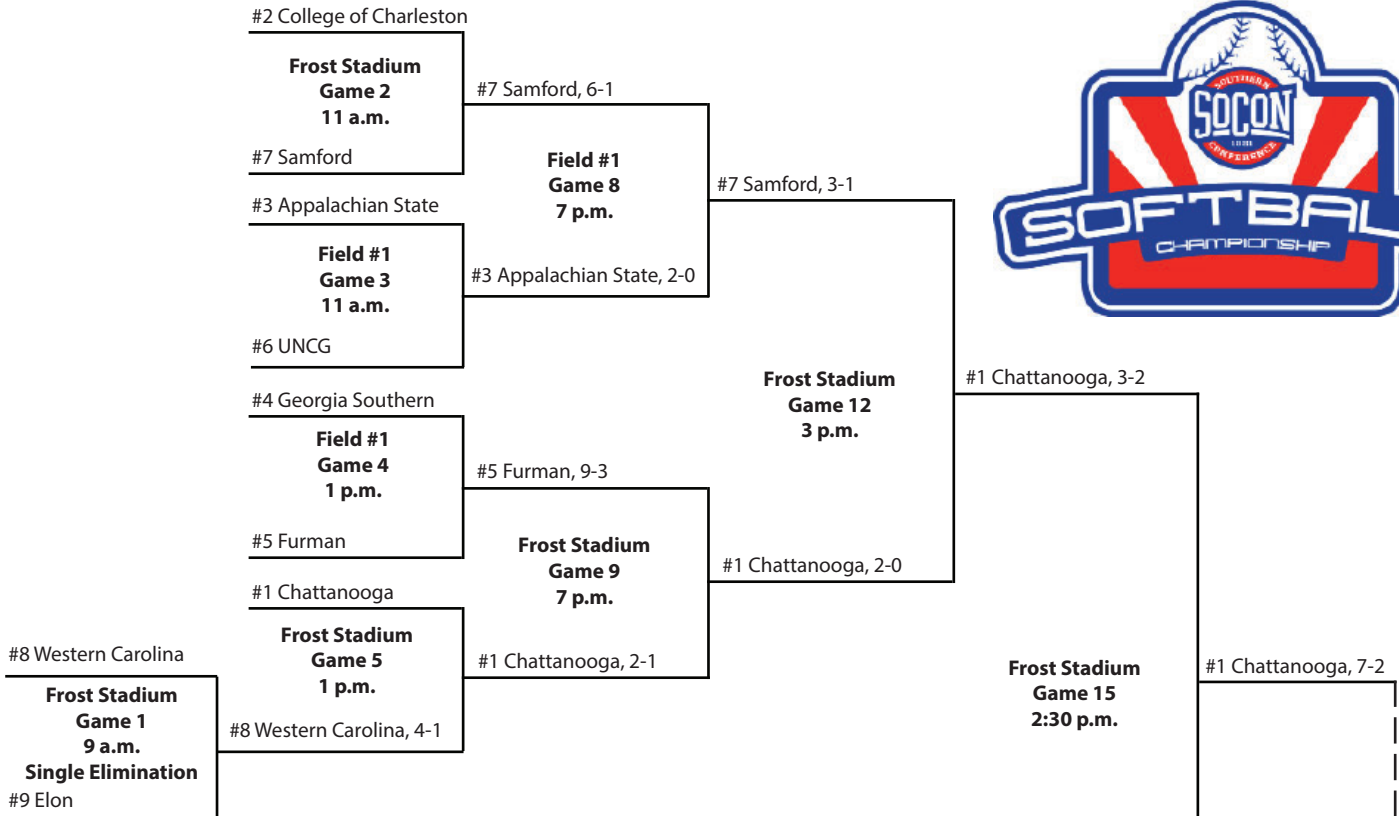 #2 College of Charleston
Frost Stadium
Game 2
11 a.m.
#7 Samford
#7 Samford, 6-1
#3 Appalachian State
Field #1
Game 3
11 a.m.
#6 UNCG
#3 Appalachian State, 2-0
Field #1
Game 8
7 p.m.
#7 Samford, 3-1
#4 Georgia Southern
Field #1
Game 4
1 p.m.
#5 Furman
#5 Furman, 9-3
#8 Western Carolina
Frost Stadium
Game 1
9 a.m.
Single Elimination
#9 Elon
#1 Chattanooga
Frost Stadium
Game 5
1 p.m.
#8 Western Carolina, 4-1
#1 Chattanooga, 2-1
Frost Stadium
Game 9
7 p.m.
#1 Chattanooga, 2-0
Frost Stadium
Game 12
3 p.m.
#1 Chattanooga, 3-2
Frost Stadium
Game 15
2:30 p.m.
#1 Chattanooga, 7-2
SOUTHERN
SOCON
CONFERENCE
SOFTBAL
CHAMPIONSHIP